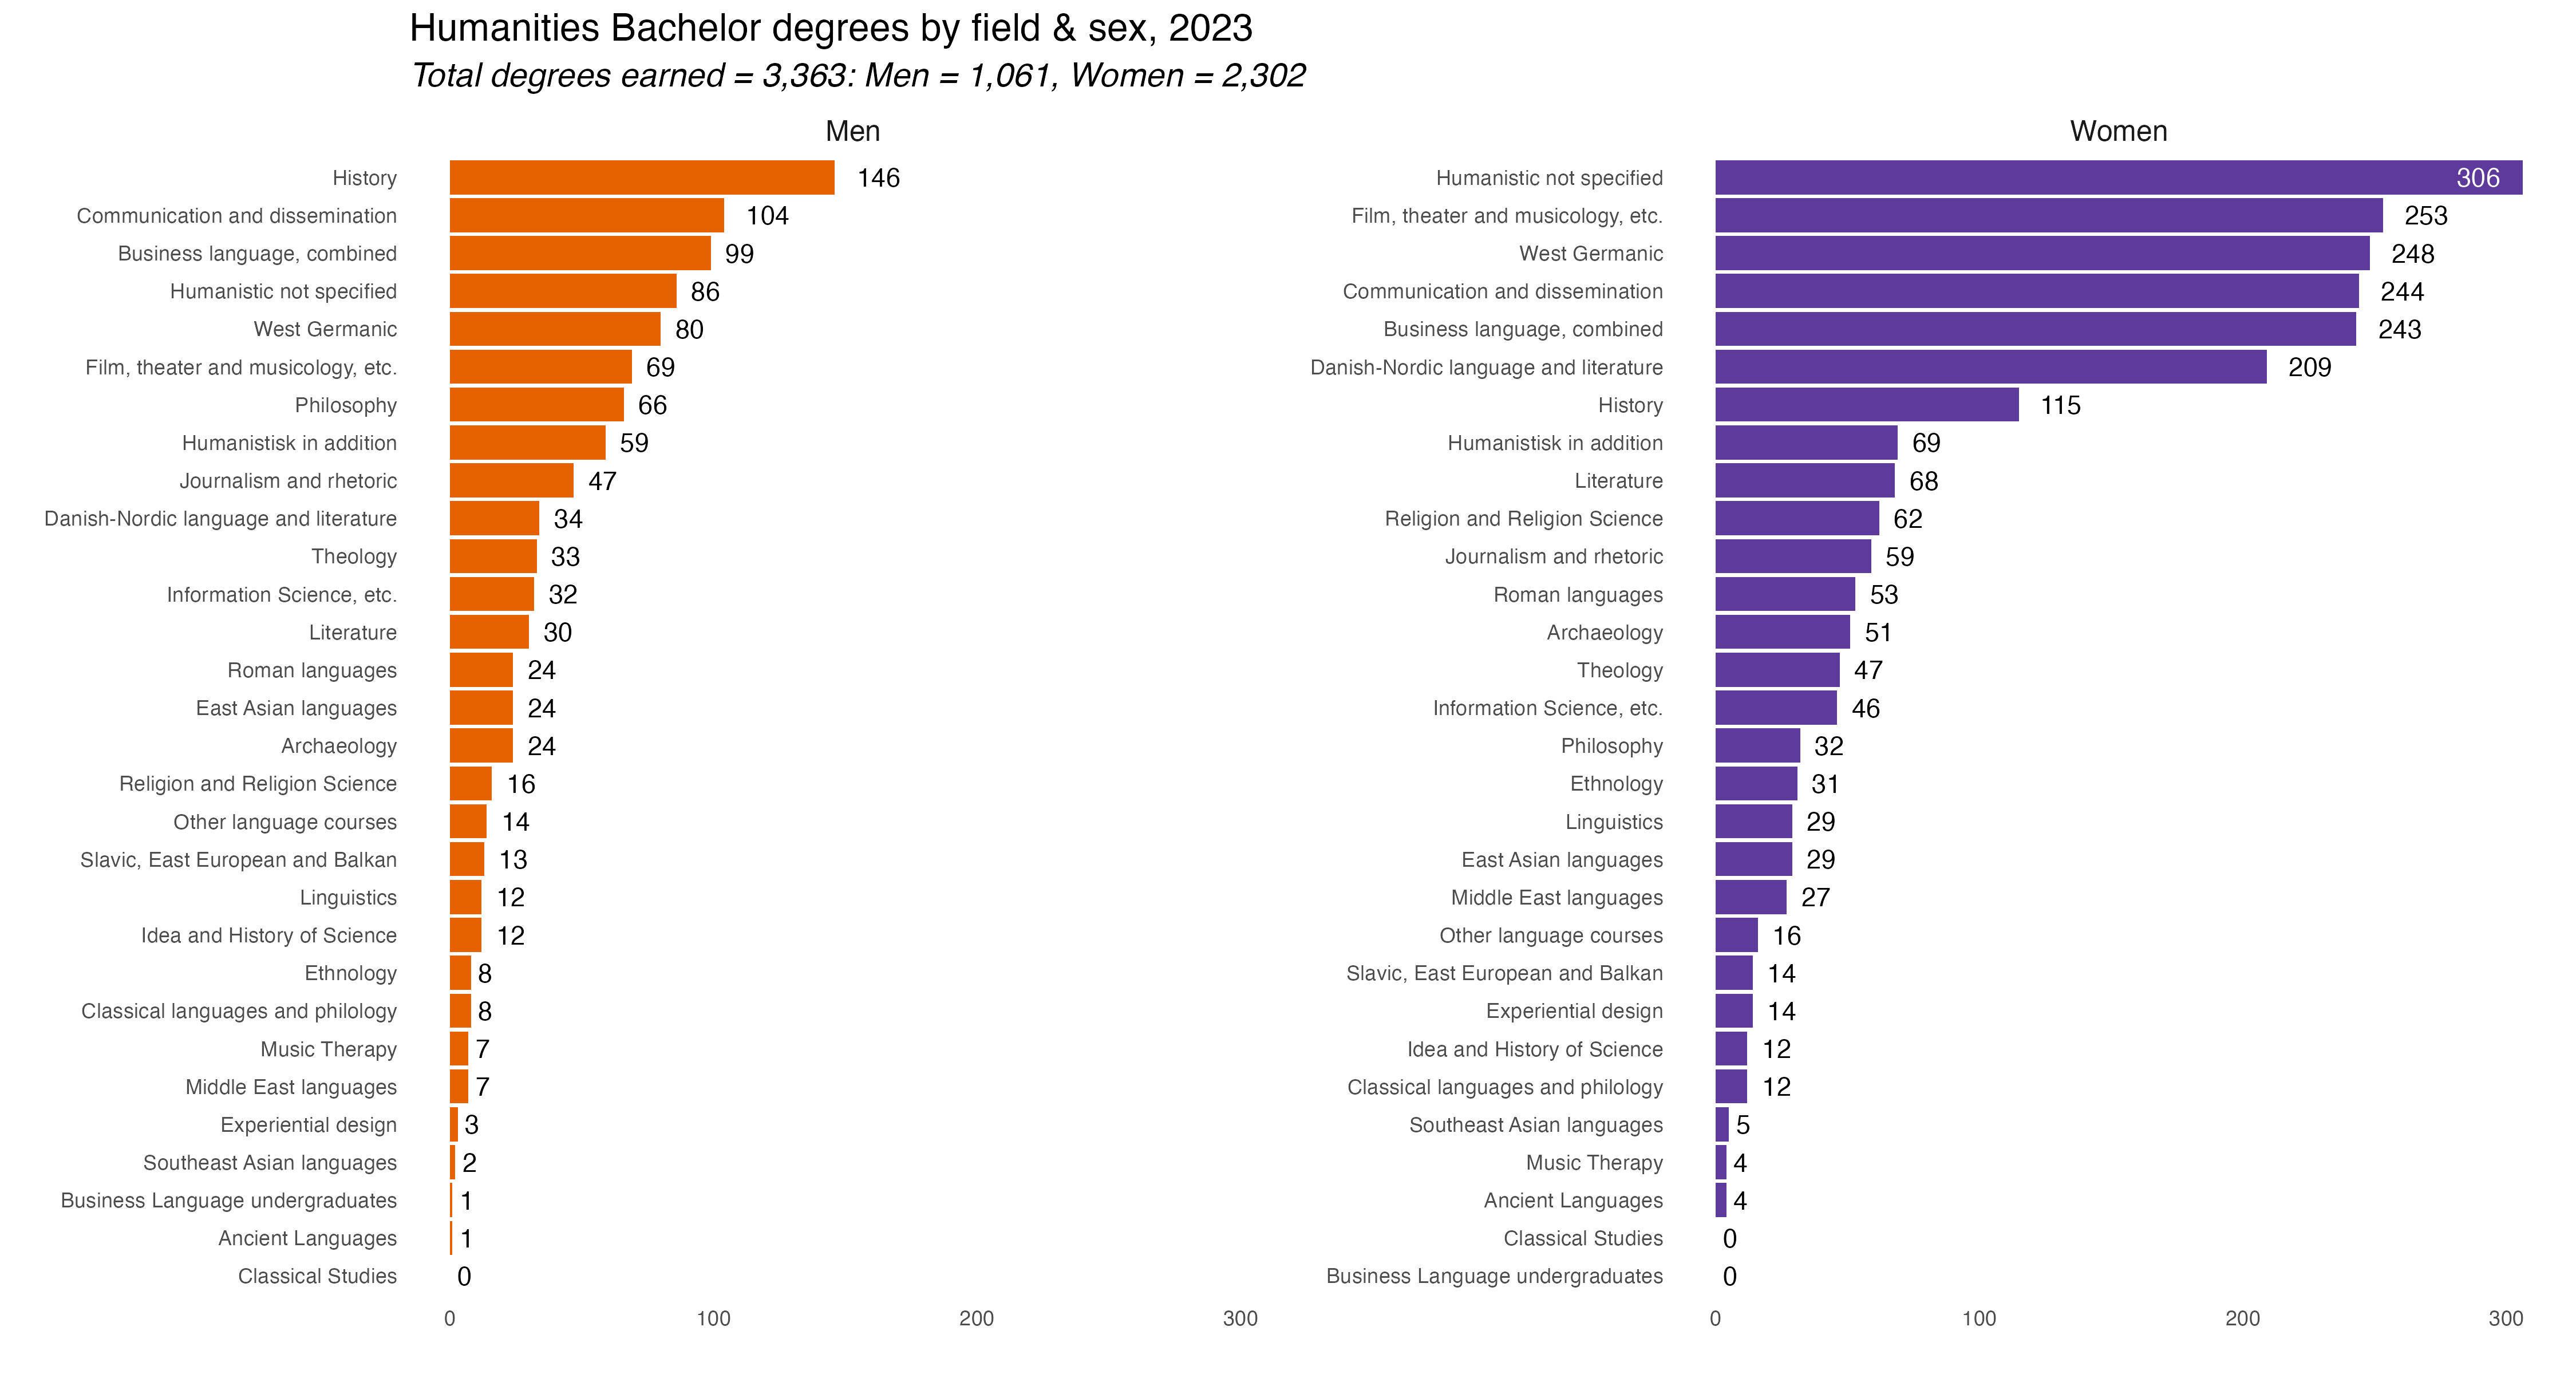 Humanities Bachelor degrees by field & sex, 2023
Total degrees earned = 3,363: Men = 1,061, Women = 2,302
Men
History 146
Communication and dissemination 104
Business language, combined 99
Humanistic not specified 86
West Germanic 80
Film, theater and musicology, etc. 69
Philosophy 66
Humanistisk in addition 59
Journalism and rhetoric 47
Danish-Nordic language and literature 34
Theology 33
Information Science, etc. 32
Literature 30
Roman languages 24
East Asian languages 24
Archaeology 24
Religion and Religion Science 16
Other language courses 14
Slavic, East European and Balkan 13
Linguistics 12
Idea and History of Science 12
Ethnology 8
Classical languages and philology 8
Music Therapy 7
Middle East languages 7
Experiential design 3
Southeast Asian languages 2
Business Language undergraduates 1
Ancient Languages 1
Classical Studies 0
0 100 200 300
Women
Humanistic not specified 306
Film, theater and musicology, etc. 253
West Germanic 248
Communication and dissemination 244
Business language, combined 243
Danish-Nordic language and literature 209
History 115
Humanistisk in addition 69
Literature 68
Religion and Religion Science 62
Journalism and rhetoric 59
Roman languages 53
Archaeology 51
Theology 47
Information Science, etc. 46
Philosophy 32
Ethnology 31
Linguistics 29
East Asian languages 29
Middle East languages 27
Other language courses 16
Slavic, East European and Balkan 14
Experiential design 14
Idea and History of Science 12
Classical languages and philology 12
Southeast Asian languages 5
Music Therapy 4
Ancient Languages 4
Classical Studies 0
Business Language undergraduates 0
0 100 200 300